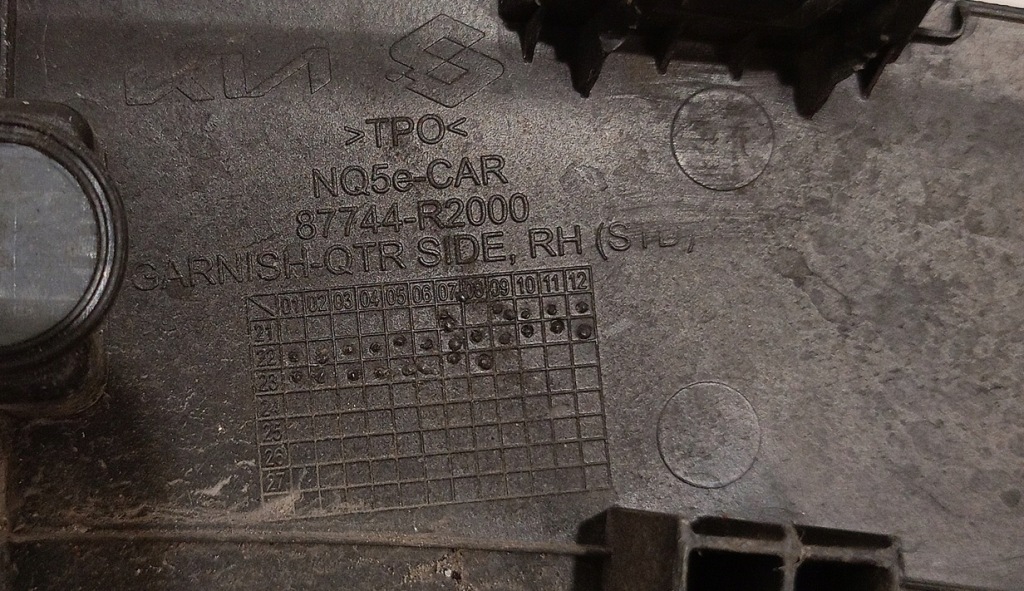 KIA
>TPO<
NQ5e-CAR
87744-R2000
GARNISH-QTR SIDE, RH (STD)
01 02 03 04 05 06 07 08 09 10 11 12
21
22
23
24
25
26
27